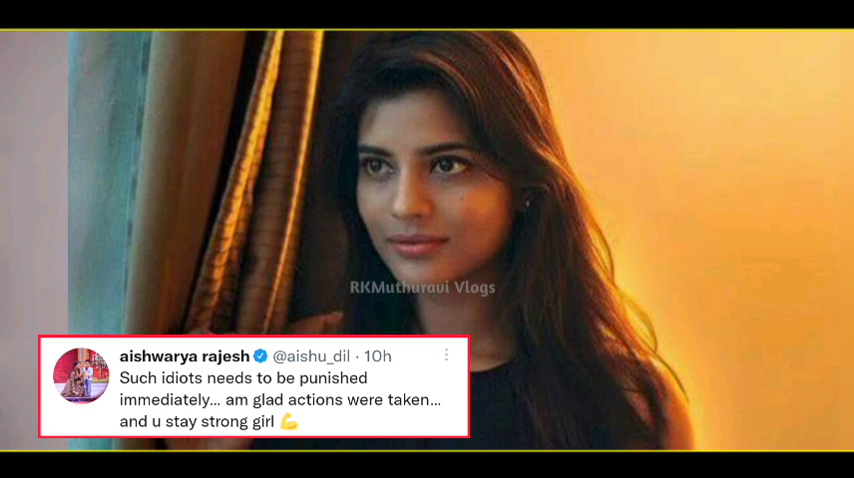 RKMuthuravi Vlogs
aishwarya rajesh @aishu_dil · 10h
Such idiots needs to be punished
immediately... am glad actions were taken...
and u stay strong girl 💪